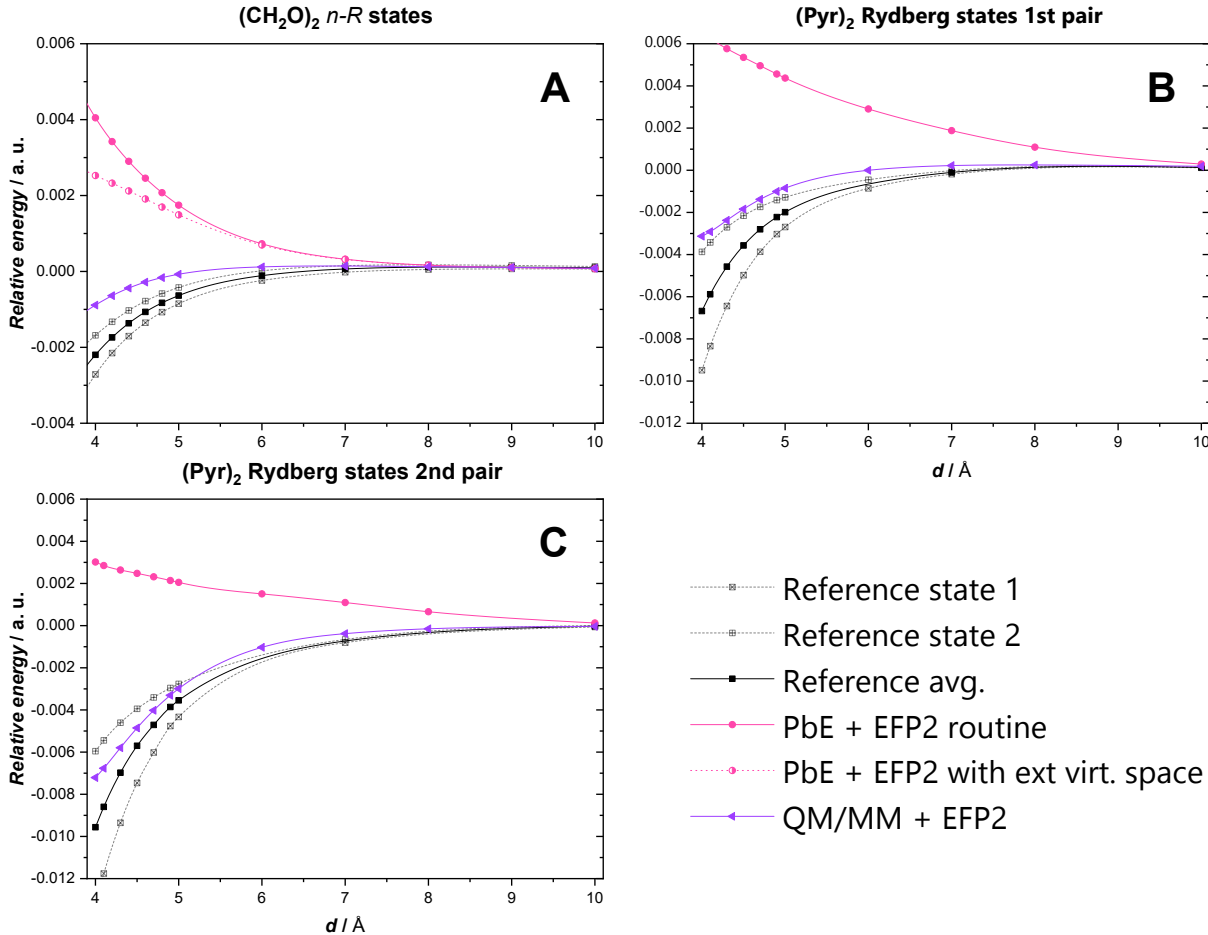 (CH₂O)₂ n-R states
A
Relative energy / a. u.
0.006
0.004
0.002
0.000
-0.002
-0.004
4 5 6 7 8 9 10
(Pyr)₂ Rydberg states 1st pair
B
0.006
0.004
0.002
0.000
-0.002
-0.004
-0.006
-0.008
-0.010
-0.012
4 5 6 7 8 9 10
d / Å
(Pyr)₂ Rydberg states 2nd pair
C
Relative energy / a. u.
0.006
0.004
0.002
0.000
-0.002
-0.004
-0.006
-0.008
-0.010
-0.012
4 5 6 7 8 9 10
d / Å
Reference state 1
Reference state 2
Reference avg.
PbE + EFP2 routine
PbE + EFP2 with ext virt. space
QM/MM + EFP2